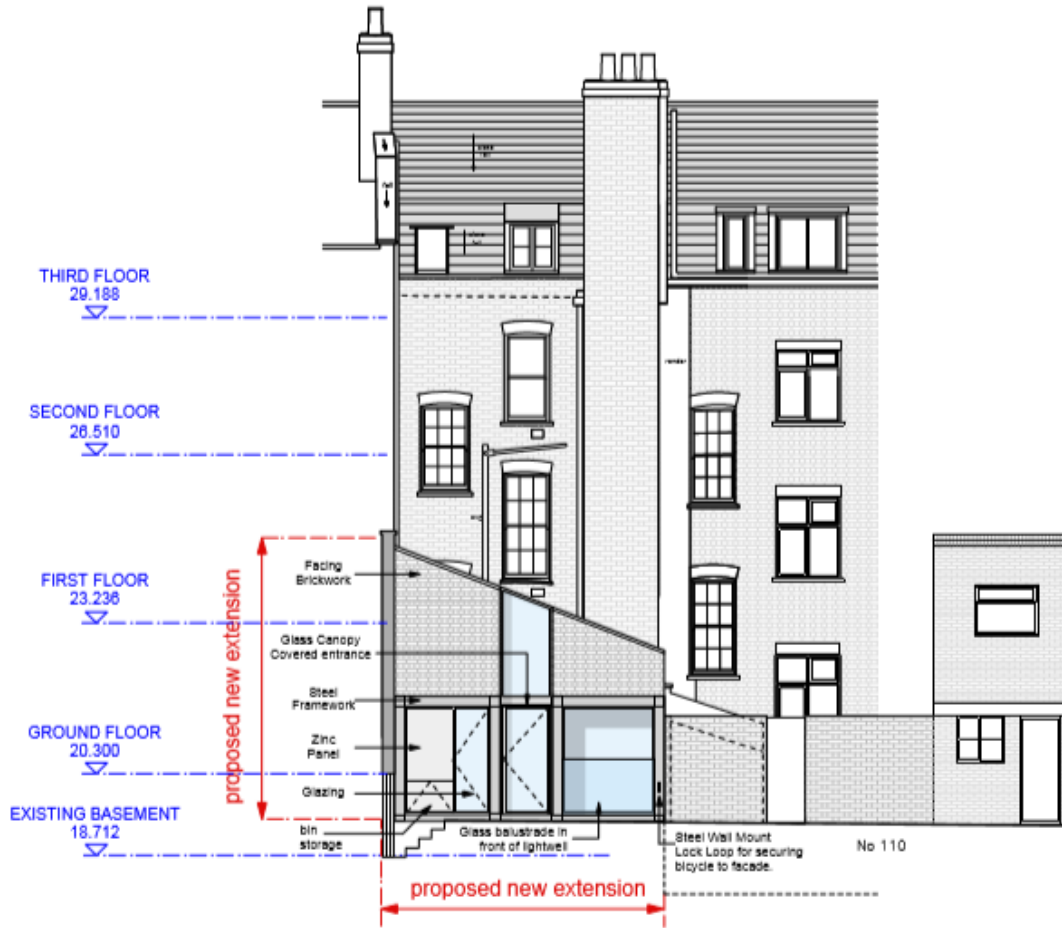 THIRD FLOOR
29.188
SECOND FLOOR
26.510
FIRST FLOOR
23.236
GROUND FLOOR
20.300
EXISTING BASEMENT
18.712
proposed new extension
Facing
Brickwork
Glass Canopy
Covered entrance
Steel
Framework
Zinc
Panel
Glazing
bin
storage
Glass balustrade in
front of lightwell
Steel Wall Mount
Lock Loop for securing
bicycle to facade.
No 110
render
fall
proposed new extension